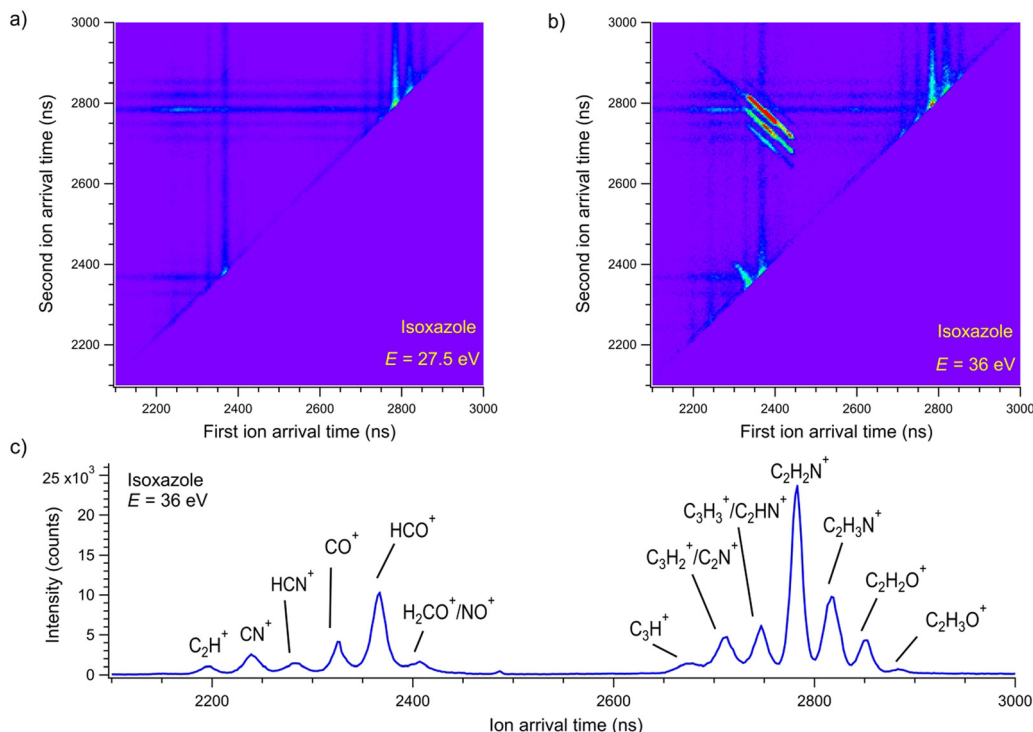 a)
3000
2800
2600
2400
2200
Second ion arrival time (ns)
Isoxazole
E = 27.5 eV
2200
2400
2600
2800
3000
First ion arrival time (ns)
b)
3000
2800
2600
2400
2200
Second ion arrival time (ns)
Isoxazole
E = 36 eV
2200
2400
2600
2800
3000
First ion arrival time (ns)
c)
25 x10³
20
15
10
5
0
Intensity (counts)
Isoxazole
E = 36 eV
C₂H⁺
CN⁺
HCN⁺
CO⁺
HCO⁺
H₂CO⁺/NO⁺
C₃H⁺
C₃H₂⁺/C₂N⁺
C₃H₃⁺/C₂HN⁺
C₂H₂N⁺
C₂H₃N⁺
C₂H₂O⁺
C₂H₃O⁺
2200
2400
2600
2800
3000
Ion arrival time (ns)